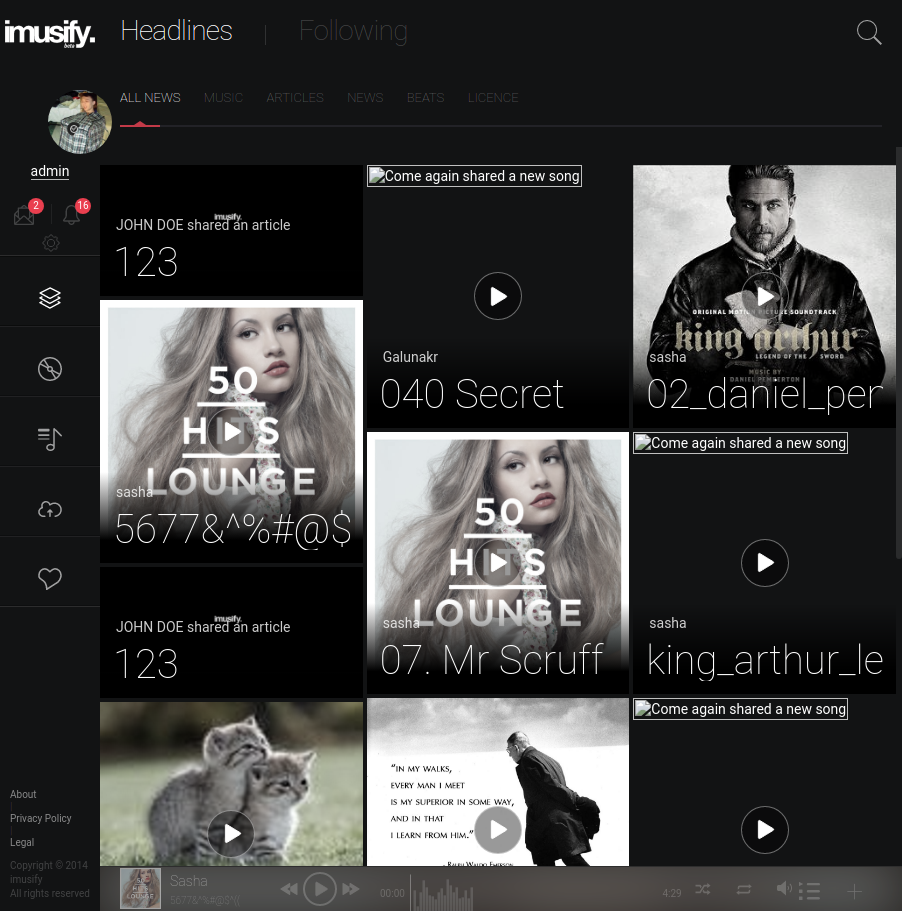 imusify.
beta
Headlines
Following
ALL NEWS MUSIC ARTICLES NEWS BEATS LICENCE
admin
2
16
imusify.
JOHN DOE shared an article
123
50
HITS
LOUNGE
sasha
5677&^%#@$
imusify.
JOHN DOE shared an article
123
Come again shared a new song
Galunakr
040 Secret
50
HITS
LOUNGE
sasha
07. Mr Scruff
"IN MY WALKS,
EVERY MAN I MEET
IS MY SUPERIOR IN SOME WAY,
AND IN THAT
I LEARN FROM HIM."
- RALPH WALDO EMERSON
ORIGINAL MOTION PICTURE SOUNDTRACK
king arthur
LEGEND OF THE SWORD
MUSIC BY
DANIEL PEMBERTON
sasha
02_daniel_per
Come again shared a new song
sasha
king_arthur_le
Come again shared a new song
About
Privacy Policy
Legal
Copyright © 2014
imusify
All rights reserved
Sasha
5677&^%#@$^(
00:00
4:29